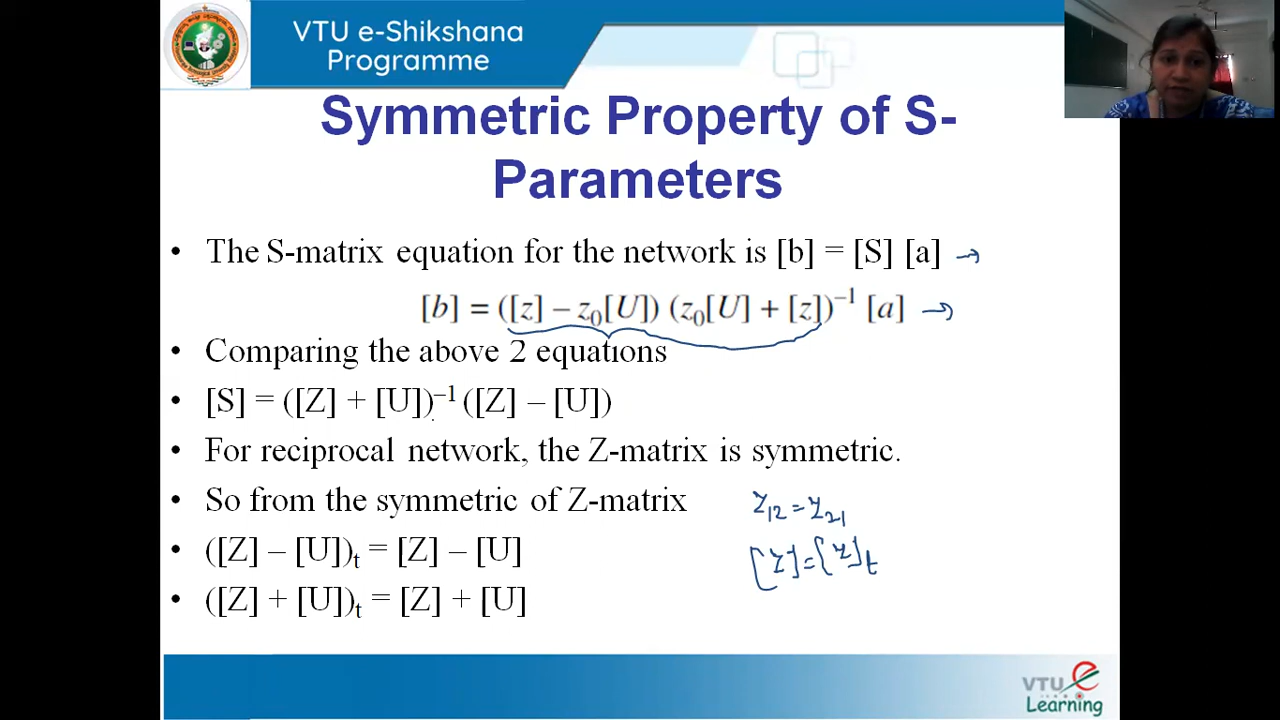 VTU e-Shikshana
Programme
Symmetric Property of S-
Parameters
• The S-matrix equation for the network is [b] = [S] [a] →
[b] = ([z] – z₀[U]) (z₀[U] + [z])⁻¹ [a] →
• Comparing the above 2 equations
• [S] = ([Z] + [U])⁻¹ ([Z] – [U])
• For reciprocal network, the Z-matrix is symmetric.
• So from the symmetric of Z-matrix
z₁₂ = z₂₁
• ([Z] – [U])ₜ = [Z] – [U]
[z] = [z]ₜ
• ([Z] + [U])ₜ = [Z] + [U]
VTU e
Learning